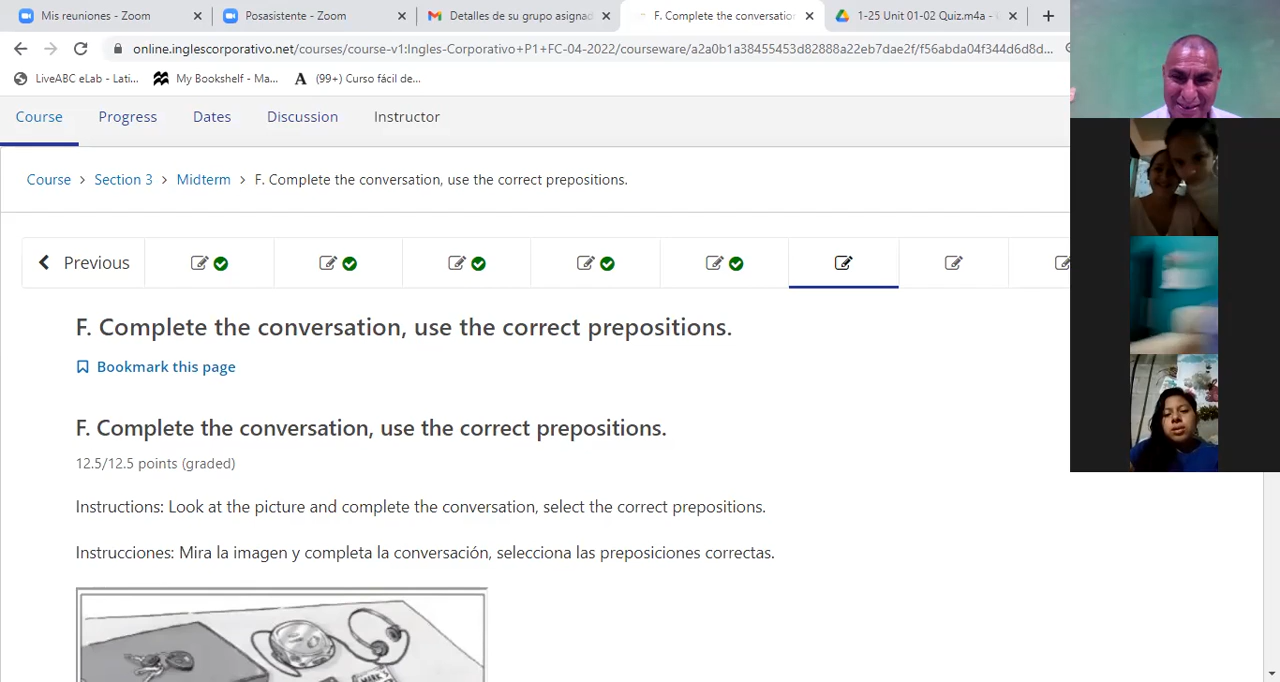 Mis reuniones - Zoom
Posasistente - Zoom
Detalles de su grupo asignad
F. Complete the conversation
1-25 Unit 01-02 Quiz.m4a -
online.inglescorporativo.net/courses/course-v1:Ingles-Corporativo+P1+FC-04-2022/courseware/a2a0b1a38455453d82888a22eb7dae2f/f56abda04f344d6d8d...
LiveABC eLab - Lati...
My Bookshelf - Ma...
(99+) Curso fácil de...
Course
Progress
Dates
Discussion
Instructor
Course > Section 3 > Midterm > F. Complete the conversation, use the correct prepositions.
Previous
F. Complete the conversation, use the correct prepositions.
Bookmark this page
F. Complete the conversation, use the correct prepositions.
12.5/12.5 points (graded)
Instructions: Look at the picture and complete the conversation, select the correct prepositions.
Instrucciones: Mira la imagen y completa la conversación, selecciona las preposiciones correctas.